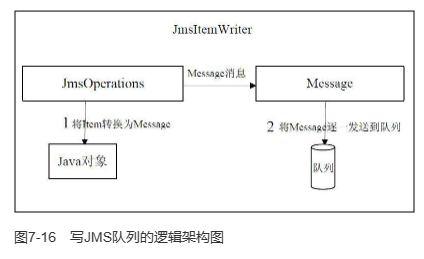 JmsItemWriter
JmsOperations
Message消息
Message
1 将Item转换为Message
2 将Message逐一发送到队列
Java对象
队列
图7-16 写JMS队列的逻辑架构图